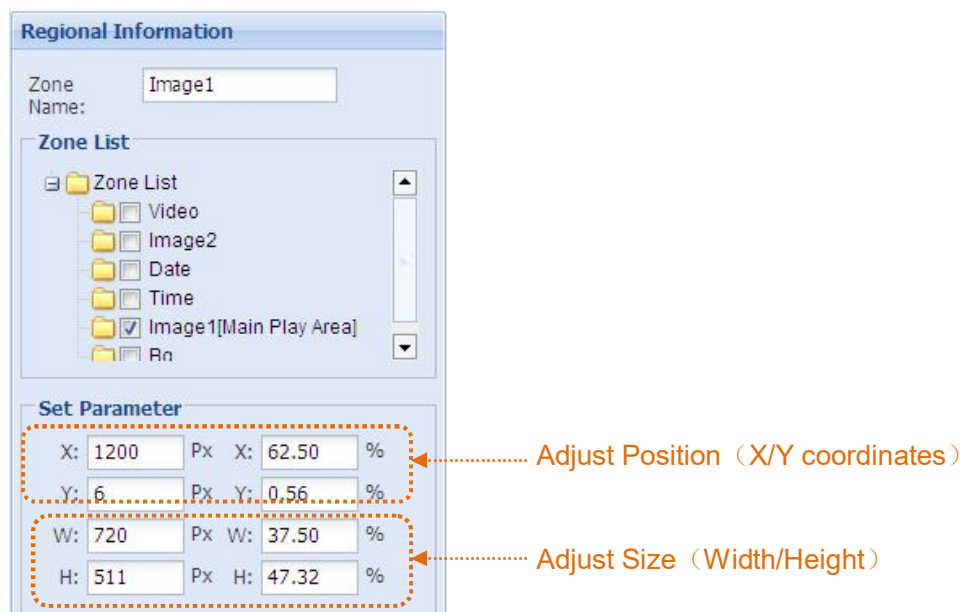 Regional Information
Zone Name:
Image1
Zone List
Zone List
Video
Image2
Date
Time
Image1[Main Play Area]
Bg
Set Parameter
X: 1200 Px X: 62.50 %
Y: 6 Px Y: 0.56 %
Adjust Position（X/Y coordinates）
W: 720 Px W: 37.50 %
H: 511 Px H: 47.32 %
Adjust Size（Width/Height）